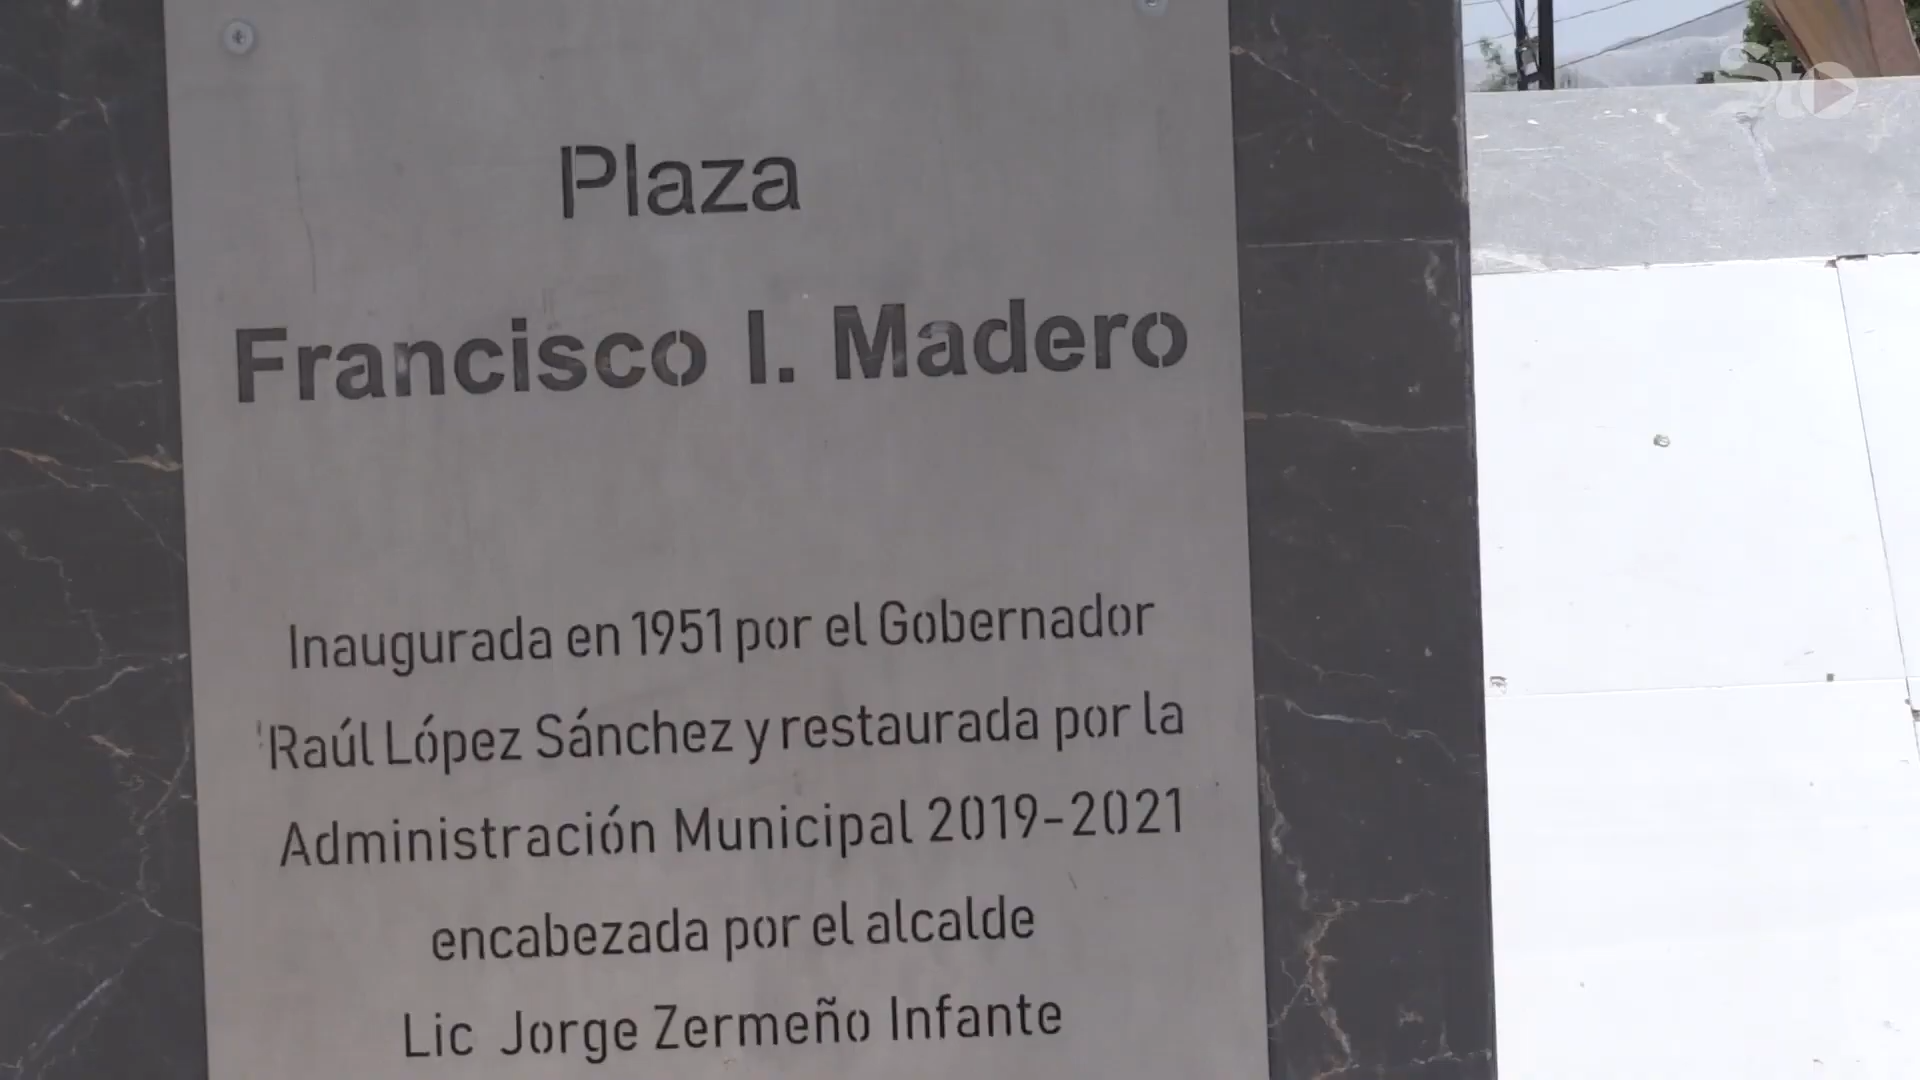 Plaza
Francisco I. Madero
Inaugurada en 1951 por el Gobernador
Raúl López Sánchez y restaurada por la
Administración Municipal 2019-2021
encabezada por el alcalde
Lic Jorge Zermeño Infante
St